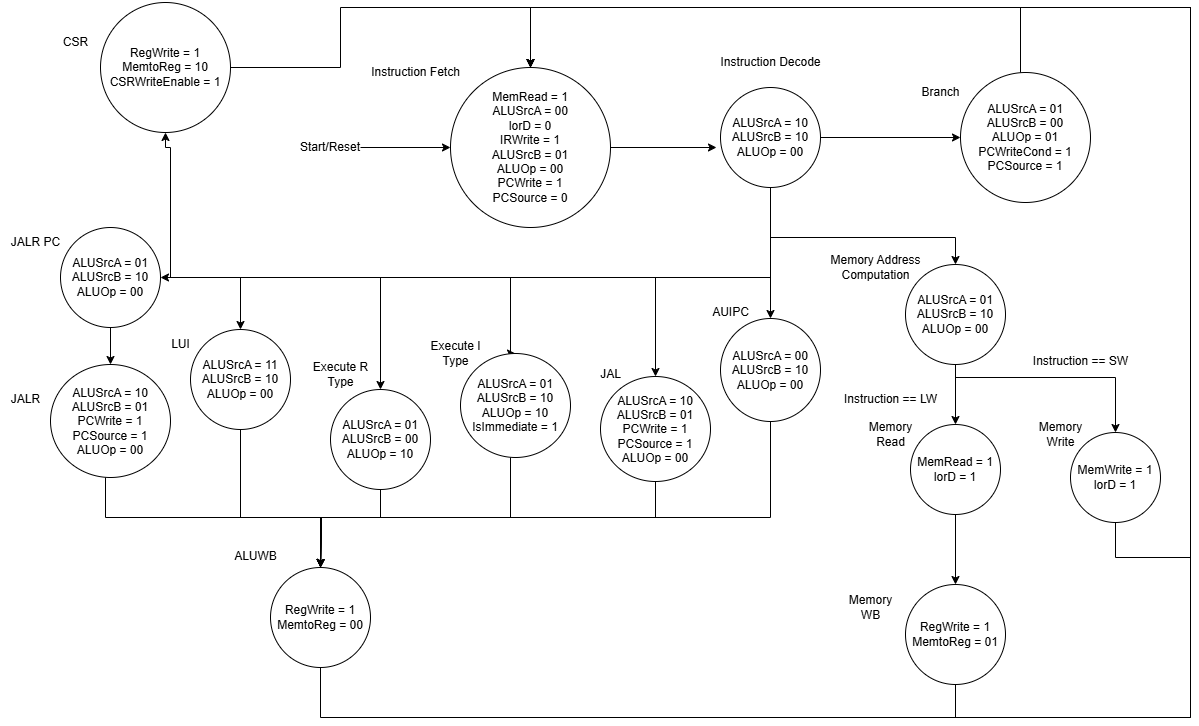 CSR
RegWrite = 1
MemtoReg = 10
CSRWriteEnable = 1
Instruction Fetch
MemRead = 1
ALUSrcA = 00
IorD = 0
IRWrite = 1
ALUSrcB = 01
ALUOp = 00
PCWrite = 1
PCSource = 0
Start/Reset
Instruction Decode
ALUSrcA = 10
ALUSrcB = 10
ALUOp = 00
Branch
ALUSrcA = 01
ALUSrcB = 00
ALUOp = 01
PCWriteCond = 1
PCSource = 1
JALR PC
ALUSrcA = 01
ALUSrcB = 10
ALUOp = 00
Memory Address
Computation
ALUSrcA = 01
ALUSrcB = 10
ALUOp = 00
JALR
ALUSrcA = 10
ALUSrcB = 01
PCWrite = 1
PCSource = 1
ALUOp = 00
LUI
ALUSrcA = 11
ALUSrcB = 10
ALUOp = 00
Execute R
Type
ALUSrcA = 01
ALUSrcB = 00
ALUOp = 10
Execute I
Type
ALUSrcA = 01
ALUSrcB = 10
ALUOp = 10
IsImmediate = 1
JAL
ALUSrcA = 10
ALUSrcB = 01
PCWrite = 1
PCSource = 1
ALUOp = 00
AUIPC
ALUSrcA = 00
ALUSrcB = 10
ALUOp = 00
Instruction == SW
Instruction == LW
Memory
Read
MemRead = 1
IorD = 1
Memory
Write
MemWrite = 1
IorD = 1
ALUWB
RegWrite = 1
MemtoReg = 00
Memory
WB
RegWrite = 1
MemtoReg = 01